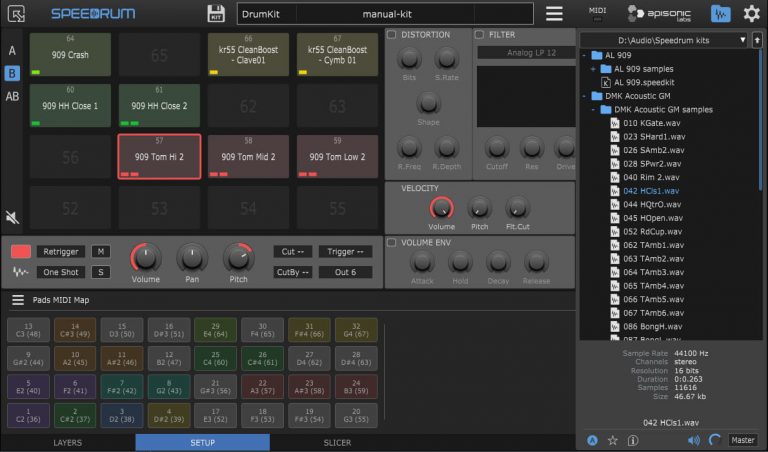 SPEEDRUM
KIT
DrumKit
manual-kit
MIDI
apisonic
labs
A
B
AB
64
909 Crash
65
66
kr55 CleanBoost
- Clave01
67
kr55 CleanBoost
- Cymb 01
60
909 HH Close 1
61
909 HH Close 2
62
63
56
57
909 Tom Hi 2
58
909 Tom Mid 2
59
909 Tom Low 2
52
53
54
55
DISTORTION
Bits
S.Rate
Shape
R.Freq
R.Depth
FILTER
Analog LP 12
Cutoff
Res
Drive
VELOCITY
Volume
Pitch
Flt.Cut
VOLUME ENV
Attack
Hold
Decay
Release
Retrigger
M
One Shot
S
Volume
Pan
Pitch
Cut --
Trigger --
CutBy --
Out 6
Pads MIDI Map
13
C3 (48)
14
C#3 (49)
15
D3 (50)
16
D#3 (51)
29
E4 (64)
30
F4 (65)
31
F#4 (66)
32
G4 (67)
9
G#2 (44)
10
A2 (45)
11
A#2 (46)
12
B2 (47)
25
C4 (60)
26
C#4 (61)
27
D4 (62)
28
D#4 (63)
5
E2 (40)
6
F2 (41)
7
F#2 (42)
8
G2 (43)
21
G#3 (56)
22
A3 (57)
23
A#3 (58)
24
B3 (59)
1
C2 (36)
2
C#2 (37)
3
D2 (38)
4
D#2 (39)
17
E3 (52)
18
F3 (53)
19
F#3 (54)
20
G3 (55)
LAYERS
SETUP
SLICER
D:\Audio\Speedrum kits
AL 909
AL 909 samples
AL 909.speedkit
DMK Acoustic GM
DMK Acoustic GM samples
010 KGate.wav
023 SHard1.wav
026 SAmb2.wav
028 SPwr2.wav
040 Rim 2.wav
042 HCls1.wav
044 HQtrO.wav
045 HOpen.wav
052 RdCup.wav
062 TAmb1.wav
063 TAmb2.wav
064 TAmb3.wav
065 TAmb4.wav
066 TAmb5.wav
067 TAmb6.wav
086 BongH.wav
087 BongL.wav
Sample Rate 44100 Hz
Channels stereo
Resolution 16 bits
Duration 0:0.263
Samples 11616
Size 46.67 kb
042 HCls1.wav
A
Master